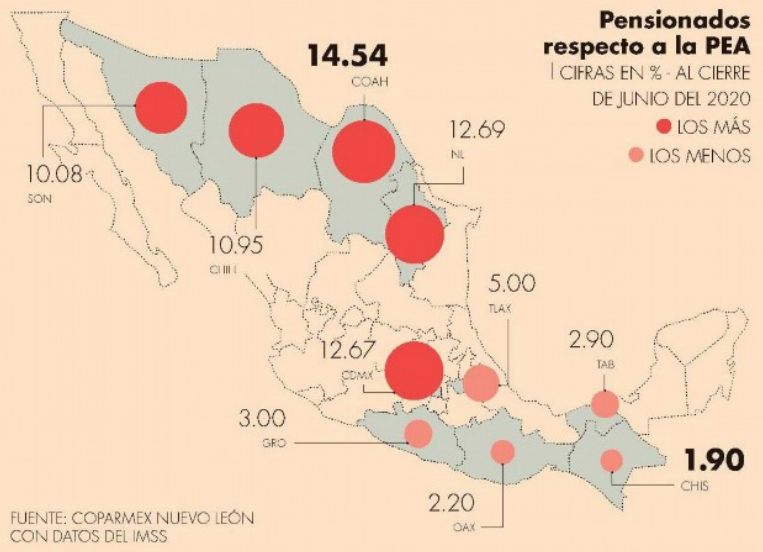 Pensionados
respecto a la PEA
CIFRAS EN % - AL CIERRE
DE JUNIO DEL 2020
LOS MÁS
LOS MENOS
14.54
COAH
12.69
NL
10.08
SON
10.95
CHIH
5.00
TLAX
2.90
TAB
12.67
CDMX
3.00
GRO
1.90
CHIS
2.20
OAX
FUENTE: COPARMEX NUEVO LEÓN
CON DATOS DEL IMSS